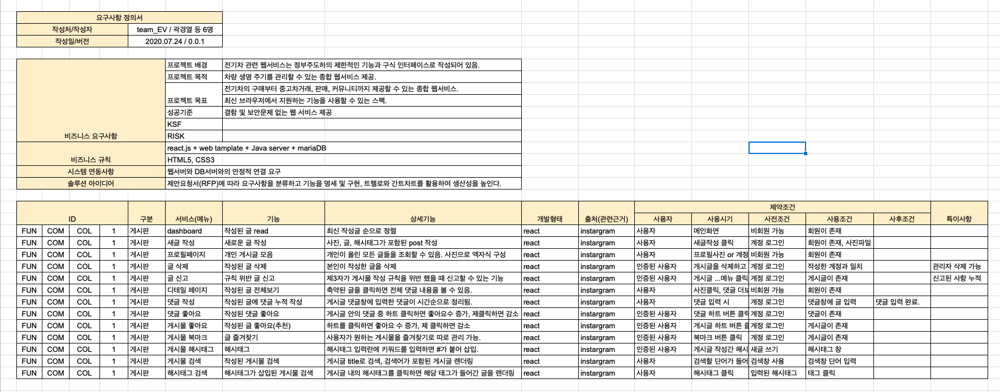 요구사항 정의서
작성처/작성자 team_EV / 곽경열 등 6명
작성일/버전 2020.07.24 / 0.0.1
프로젝트 배경 전기차 관련 웹서비스는 정부주도하의 제한적인 기능과 구식 인터페이스로 작성되어 있음.
프로젝트 목적 차량 생명 주기를 관리할 수 있는 종합 웹서비스 제공.
전기차의 구매부터 중고차거래, 판매, 커뮤니티까지 제공할 수 있는 종합 웹서비스.
프로젝트 목표 최신 브라우저에서 지원하는 기능을 사용할 수 있는 스펙.
성공기준 결함 및 보안문제 없는 웹 서비스 제공
KSF
비즈니스 요구사항 RISK
react.js + web tamplate + Java server + mariaDB
비즈니스 규칙 HTML5, CSS3
시스템 연동사항 웹서버와 DB서버와의 안정적 연결 요구
솔루션 아이디어 제안요청서(RFP)에 따라 요구사항을 분류하고 기능을 명세 및 구현, 트렐로와 간트차트를 활용하여 생산성을 높인다.
제약조건
ID 구분 서비스(메뉴) 기능 상세기능 개발형태 출처(관련근거) 사용자 사용시기 사전조건 사용조건 사후조건 특이사항
FUN COM COL 1 게시판 dashboard 작성된 글 read 최신 작성글 순으로 정렬 react instargram 사용자 메인화면 비회원 가능 회원이 존재
FUN COM COL 1 게시판 새글 작성 새로운 글 작성 사진, 글, 해시태그가 포함된 post 작성 react instargram 사용자 새글작성 클릭 계정 로그인 회원이 존재, 사진파일
FUN COM COL 1 게시판 프로필페이지 개인 게시글 모음 개인이 올린 모든 글들을 조회할 수 있음. 사진으로 액자식 구성 react instargram 사용자 프로필사진 or 계정 비회원 가능 회원이 존재
FUN COM COL 1 게시판 글 삭제 작성된 글 삭제 본인이 작성한 글을 삭제 react instargram 인증된 사용자 게시글을 삭제하고 계정 로그인 작성한 계정과 일치 관리자 삭제 가능
FUN COM COL 1 게시판 글 신고 규칙 위반 글 신고 제3자가 게시물 작성 규칙을 위반 했을 때 신고할 수 있는 기능 react instargram 인증된 사용자 게시글 ...메뉴 클릭 계정 로그인 게시글이 존재 신고된 사항 누적
FUN COM COL 1 게시판 디테일 페이지 작성된 글 전체보기 축약된 글을 클릭하면 전체 댓글 내용을 볼 수 있음. react instargram 사용자 사진클릭, 댓글 더보 비회원 가능 회원이 존재
FUN COM COL 1 게시판 댓글 작성 작성된 글에 댓글 누적 작성 게시글 댓글창에 입력한 댓글이 시간순으로 정리됨. react instargram 사용자 댓글 입력 시 계정 로그인 댓글창에 글 입력 댓글 입력 완료.
FUN COM COL 1 게시판 댓글 좋아요 작성된 댓글 좋아요 게시글 안의 댓글 중 하트 클릭하면 좋아요수 증가, 제클릭하면 감소 react instargram 인증된 사용자 댓글 하트 버튼 클릭 계정 로그인 댓글이 존재
FUN COM COL 1 게시판 게시물 좋아요 작성된 글 좋아요(추천) 하트를 클릭하면 좋아요 수 증가, 제 클릭하면 감소 react instargram 인증된 사용자 게시글 하트 버튼 계정 로그인 게시글이 존재
FUN COM COL 1 게시판 게시물 북마크 글 즐겨찾기 사용자가 원하는 게시물을 즐겨찾기로 따로 관리 가능. react instargram 인증된 사용자 북마크 버튼 클릭 계정 로그인 게시글이 존재
FUN COM COL 1 게시판 게시물 해시태그 해시태그 해시태그 입력란에 키워드를 입력하면 #가 붙어 삽입. react instargram 인증된 사용자 게시글 작성간 해시 새글 쓰기 해시태그 창
FUN COM COL 1 게시판 게시물 검색 작성된 게시물 검색 게시글 title로 검색, 검색어가 포함된 게시글 렌더링 react instargram 사용자 검색할 단어가 들어 검색창 사용 검색창 단어 입력
FUN COM COL 1 게시판 해시태그 검색 해시태그가 삽입된 게시물 검색 게시글 내의 해시태그를 클릭하면 해당 태그가 들어간 글을 렌더링 react instargram 사용자 해시태그 클릭 입력된 해시태그 태그 클릭